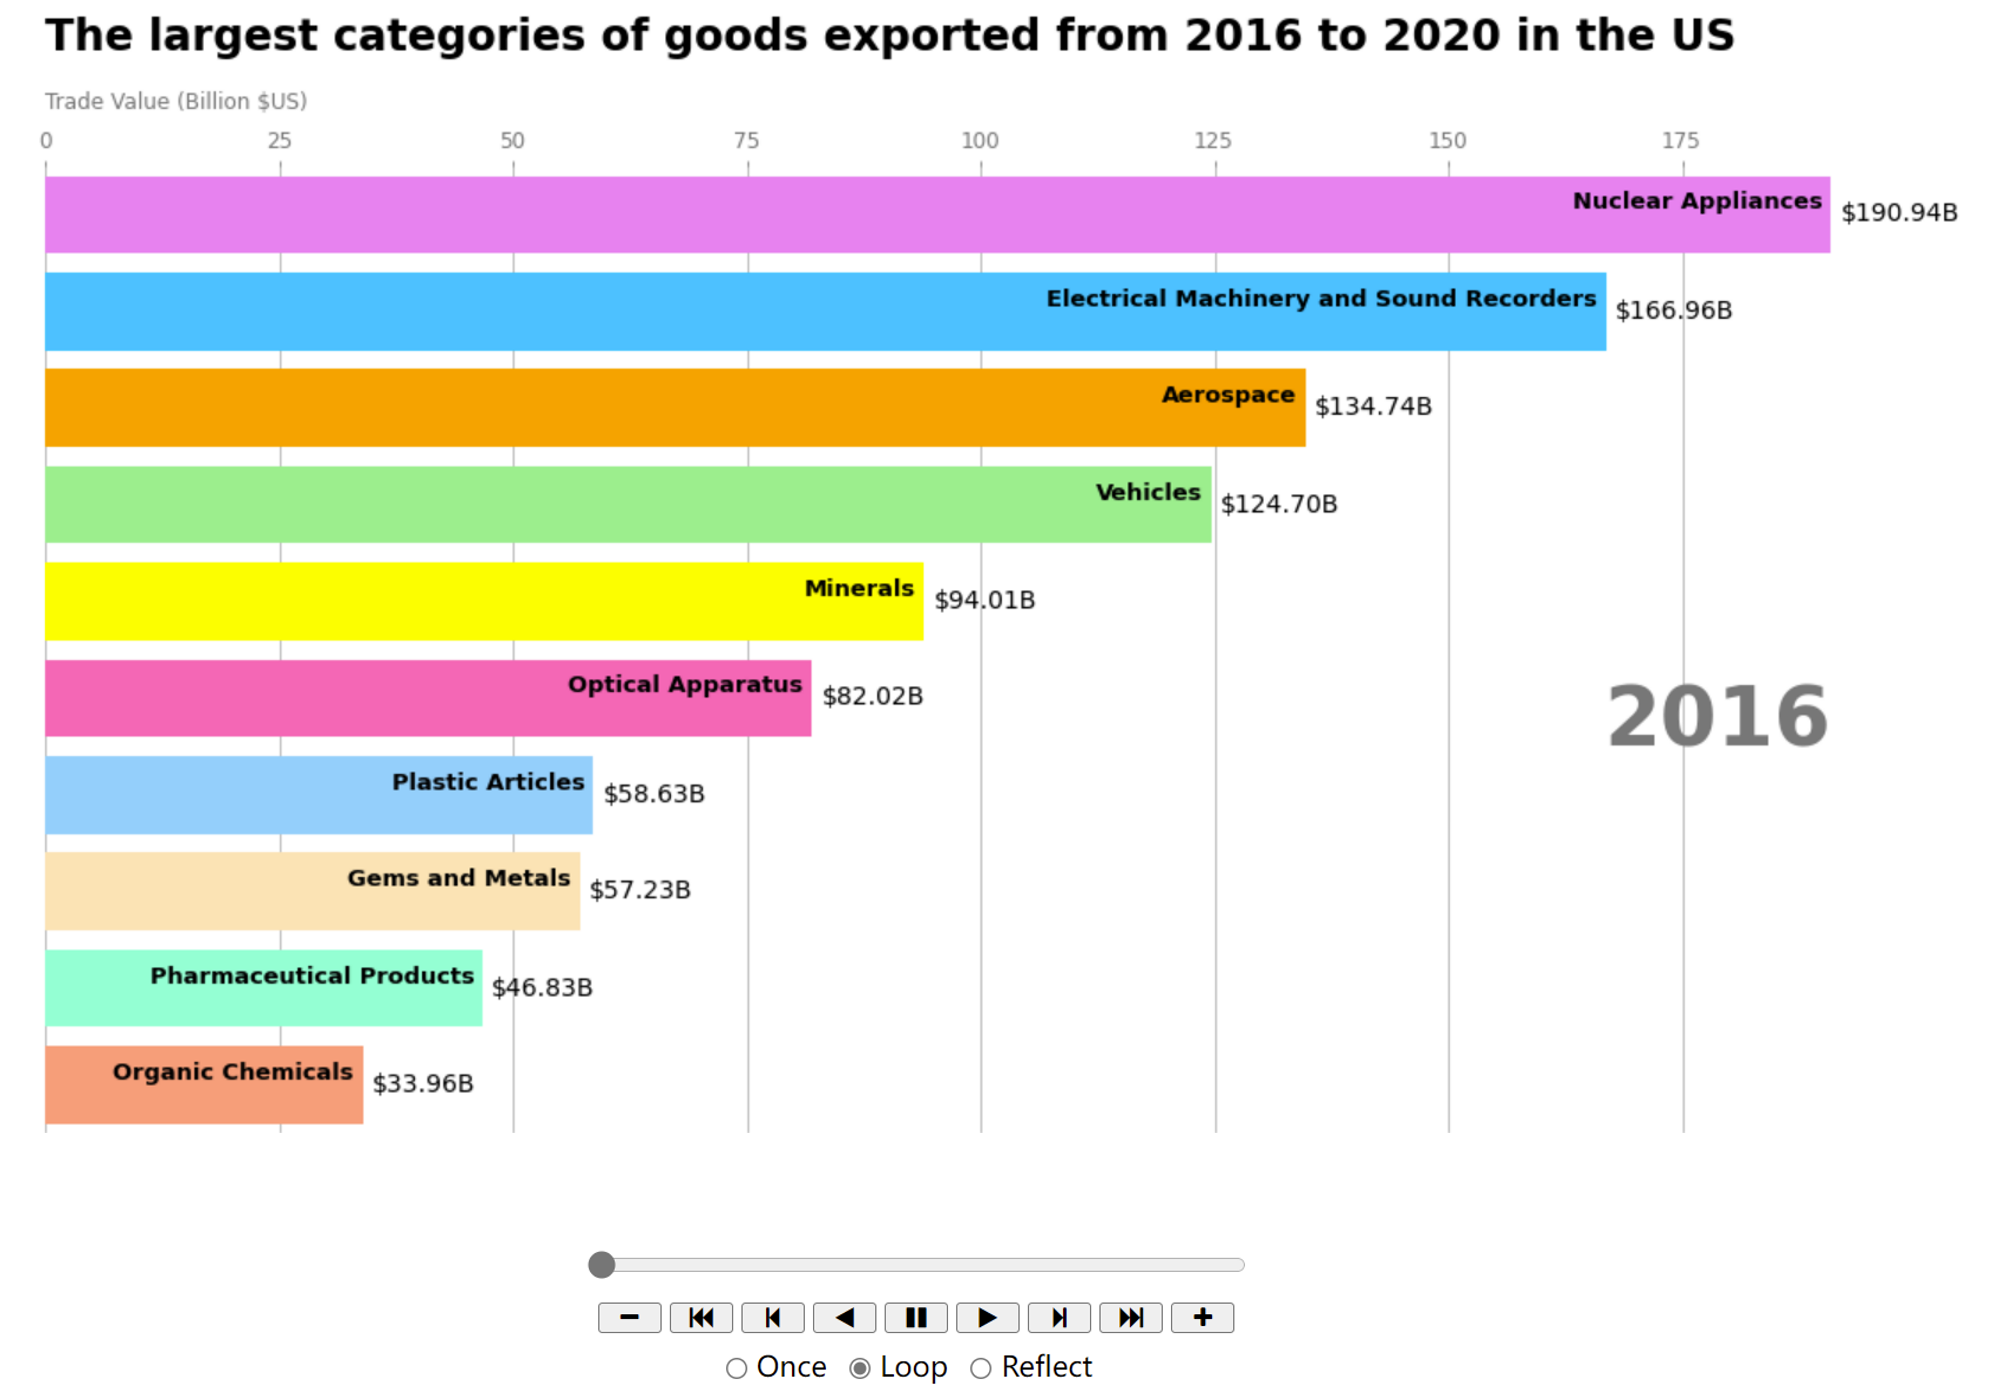 The largest categories of goods exported from 2016 to 2020 in the US
Trade Value (Billion $US)
0 25 50 75 100 125 150 175
Nuclear Appliances $190.94B
Electrical Machinery and Sound Recorders $166.96B
Aerospace $134.74B
Vehicles $124.70B
Minerals $94.01B
Optical Apparatus $82.02B
2016
Plastic Articles $58.63B
Gems and Metals $57.23B
Pharmaceutical Products $46.83B
Organic Chemicals $33.96B
Once Loop Reflect